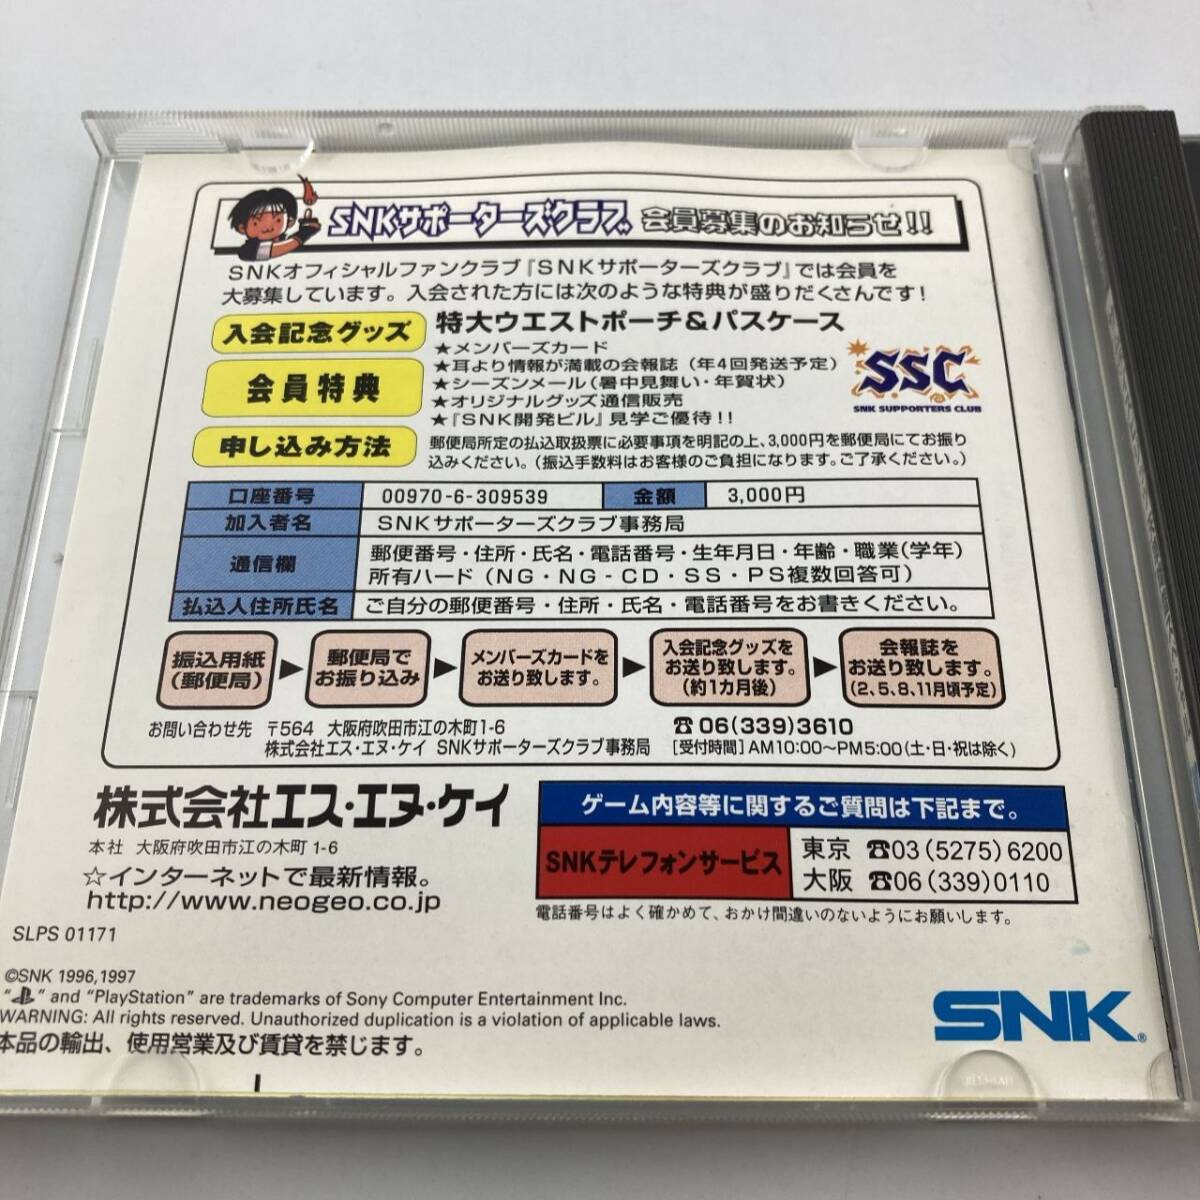 SNKサポーターズクラブ 会員募集のお知らせ!!
SNKオフィシャルファンクラブ『SNKサポーターズクラブ』では会員を
大募集しています。入会された方には次のような特典が盛りだくさんです!
入会記念グッズ 特大ウエストポーチ&パスケース
会員特典
★メンバーズカード
★耳より情報が満載の会報誌(年4回発送予定)
★シーズンメール(暑中見舞い・年賀状)
★オリジナルグッズ通信販売
★『SNK開発ビル』見学ご優待!!
SSC
SNK SUPPORTERS CLUB
申し込み方法 郵便局所定の払込取扱票に必要事項を明記の上、3,000円を郵便局にてお振り
込みください。(振込手数料はお客様のご負担になります。ご了承ください。)
口座番号 00970-6-309539 金額 3,000円
加入者名 SNKサポーターズクラブ事務局
通信欄 郵便番号・住所・氏名・電話番号・生年月日・年齢・職業(学年)
所有ハード(NG・NG-CD・SS・PS複数回答可)
払込人住所氏名 ご自分の郵便番号・住所・氏名・電話番号をお書きください。
振込用紙
(郵便局)
▶
郵便局で
お振り込み
▶
メンバーズカードを
お送り致します。
▶
入会記念グッズを
お送り致します。
(約1カ月後)
▶
会報誌を
お送り致します。
(2、5、8、11月頃予定)
お問い合わせ先 〒564 大阪府吹田市江の木町1-6 ☎06(339)3610
株式会社エス・エヌ・ケイ SNKサポーターズクラブ事務局 [受付時間]AM10:00〜PM5:00(土・日・祝は除く)
株式会社エス・エヌ・ケイ
本社 大阪府吹田市江の木町1-6
☆インターネットで最新情報。
http://www.neogeo.co.jp
ゲーム内容等に関するご質問は下記まで。
SNKテレフォンサービス
東京 ☎03(5275)6200
大阪 ☎06(339)0110
電話番号はよく確かめて、おかけ間違いのないようにお願いします。
SLPS 01171
©SNK 1996,1997
" " and "PlayStation" are trademarks of Sony Computer Entertainment Inc.
WARNING: All rights reserved. Unauthorized duplication is a violation of applicable laws.
本品の輸出、使用営業及び賃貸を禁じます。
SNK®